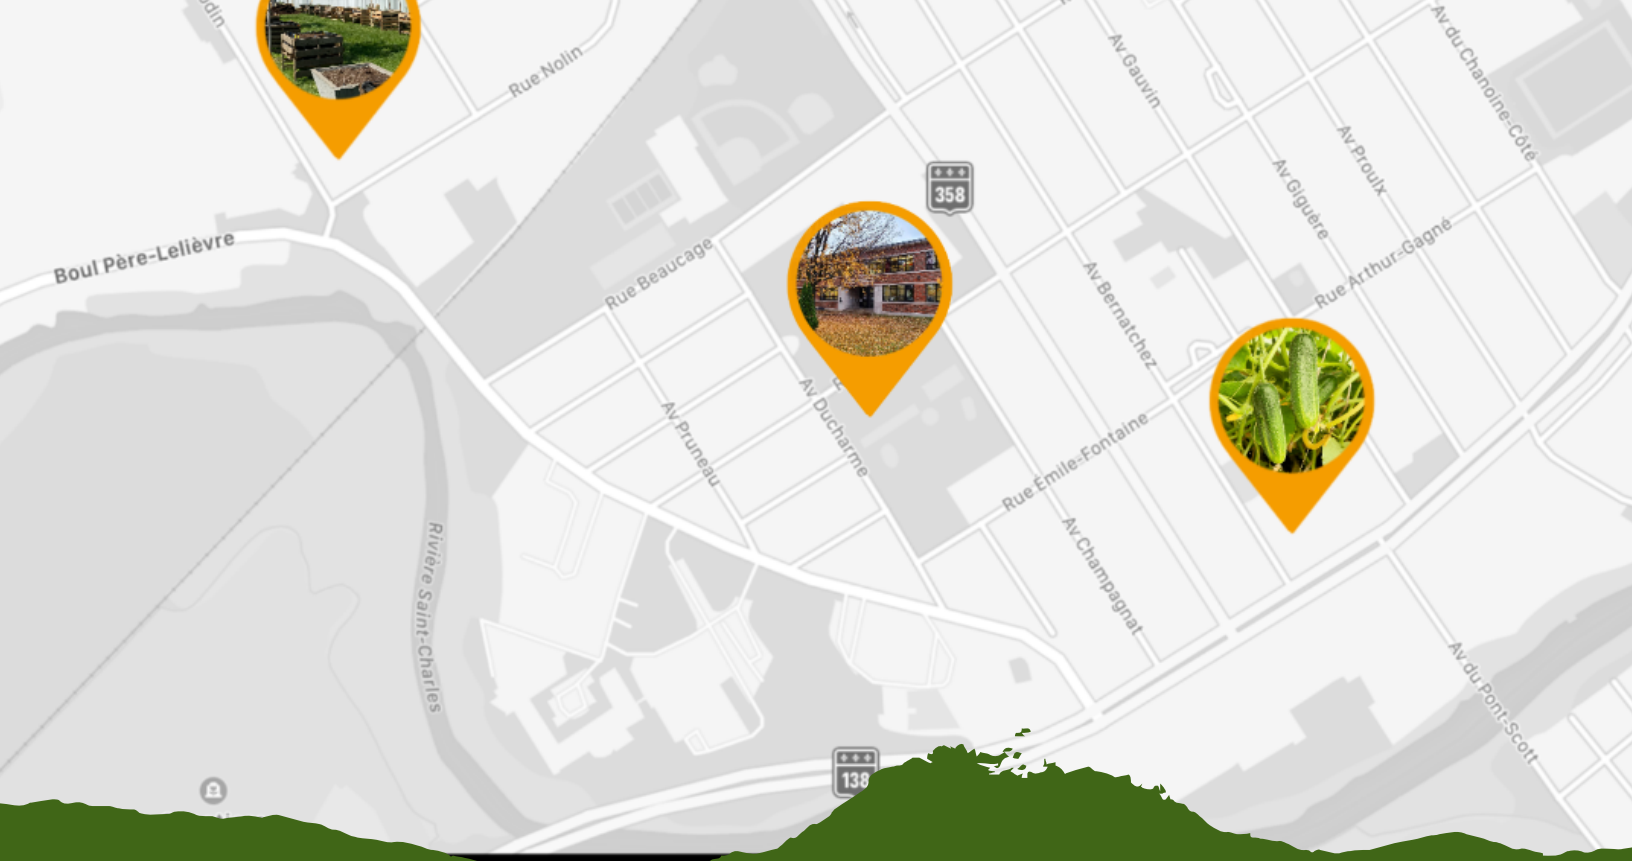 Rue Nolin
Av Gauvin
Av du Chanoine-Côté
Av Proulx
Av Giguère
358
Boul Père-Lelièvre
Rue Beaucage
Rue Arthur-Gagné
Av Bernatchez
Av Ducharme
Av Pruneau
Rue Émile-Fontaine
Av Champagnat
Rivière Saint-Charles
Av du Pont-Scott
138